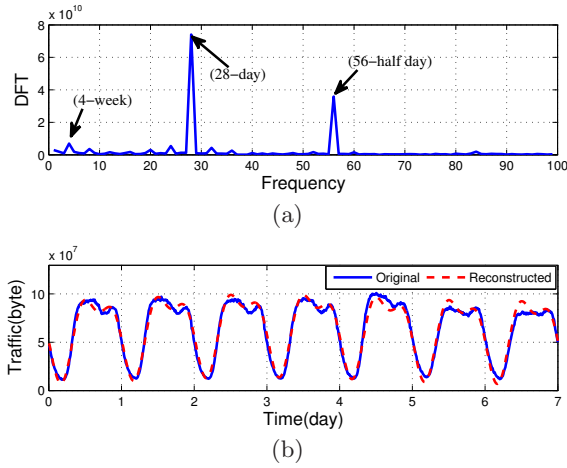 x 10^10
8
6
4
2
0
DFT
(4−week)
(28−day)
(56−half day)
0 10 20 30 40 50 60 70 80 90 100
Frequency
(a)
x 10^7
10
5
0
Traffic(byte)
Original Reconstructed
0 1 2 3 4 5 6 7
Time(day)
(b)